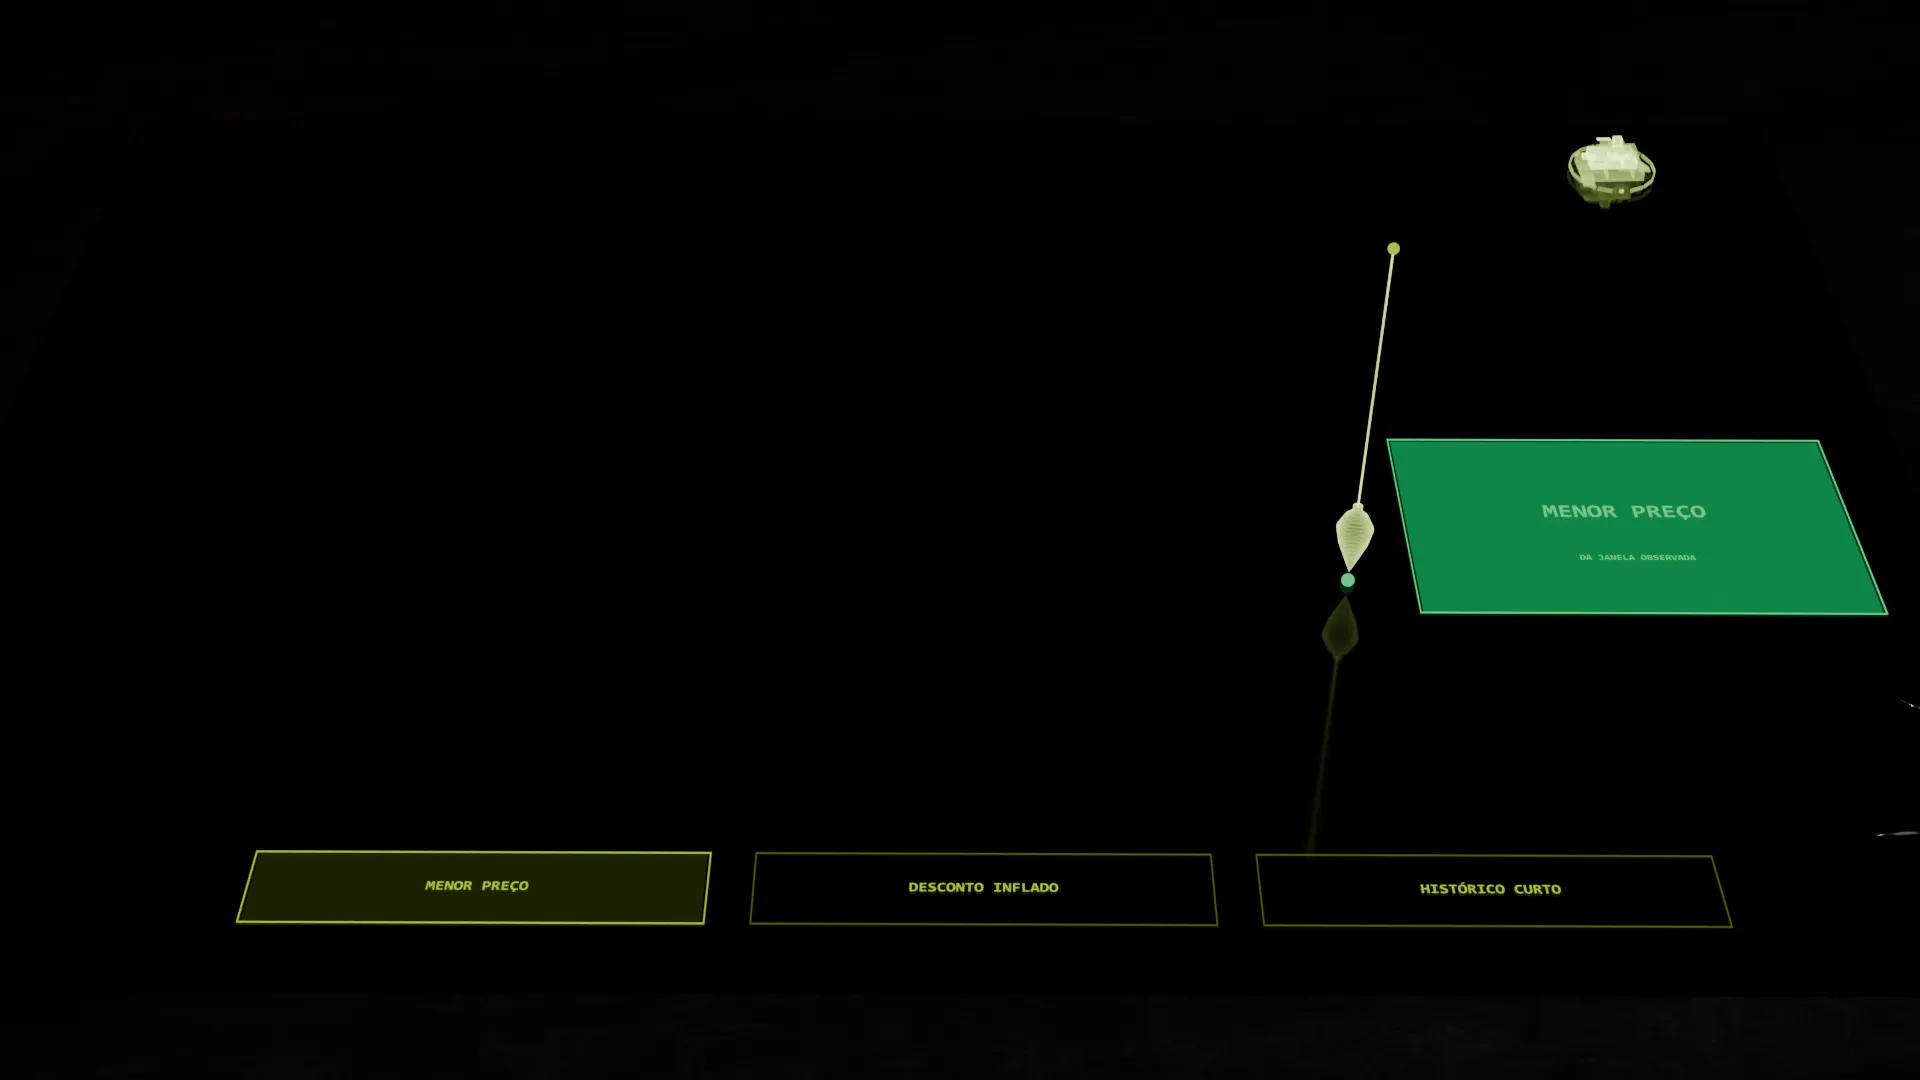 MENOR PREÇO
DA JANELA OBSERVADA
MENOR PREÇO
DESCONTO INFLADO
HISTÓRICO CURTO